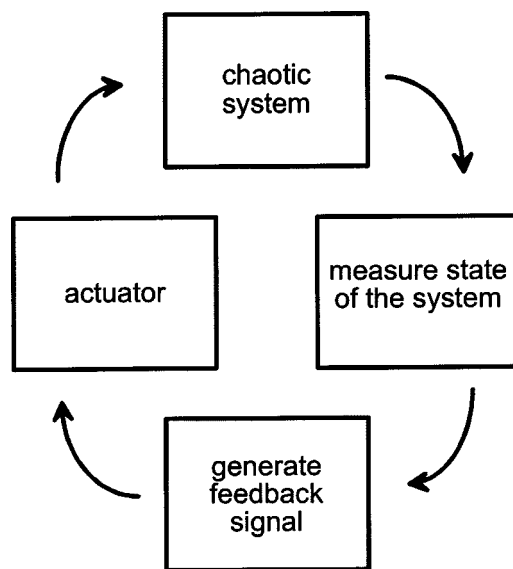 chaotic
system
actuator
measure state
of the system
generate
feedback
signal